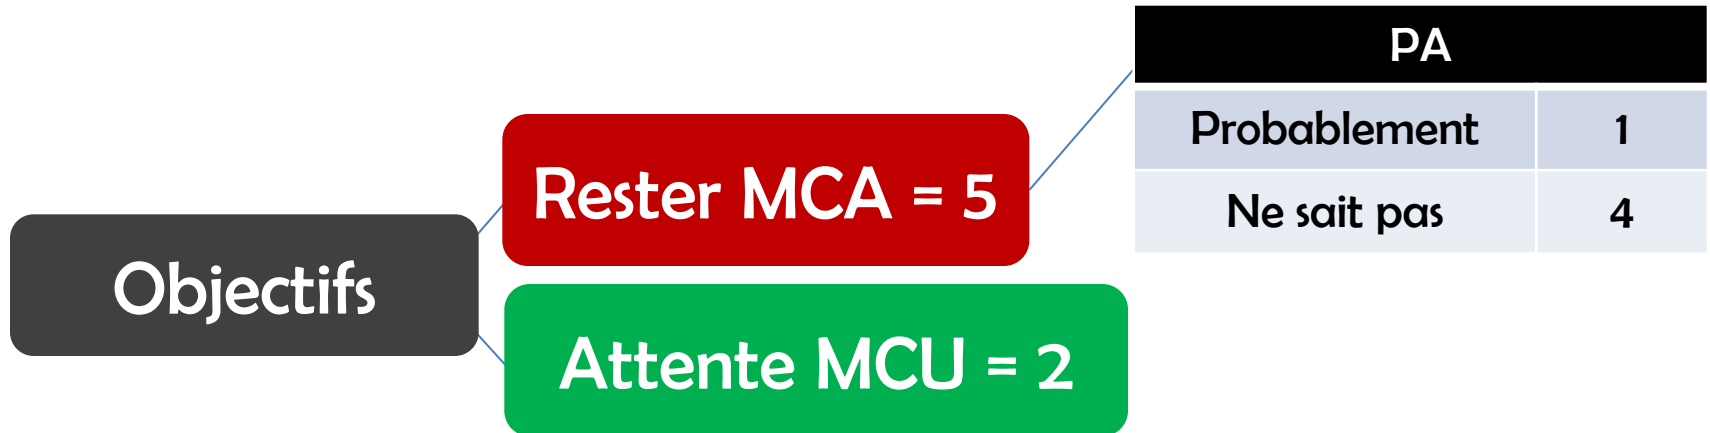 Objectifs
Rester MCA = 5
Attente MCU = 2
PA
Probablement 1
Ne sait pas 4